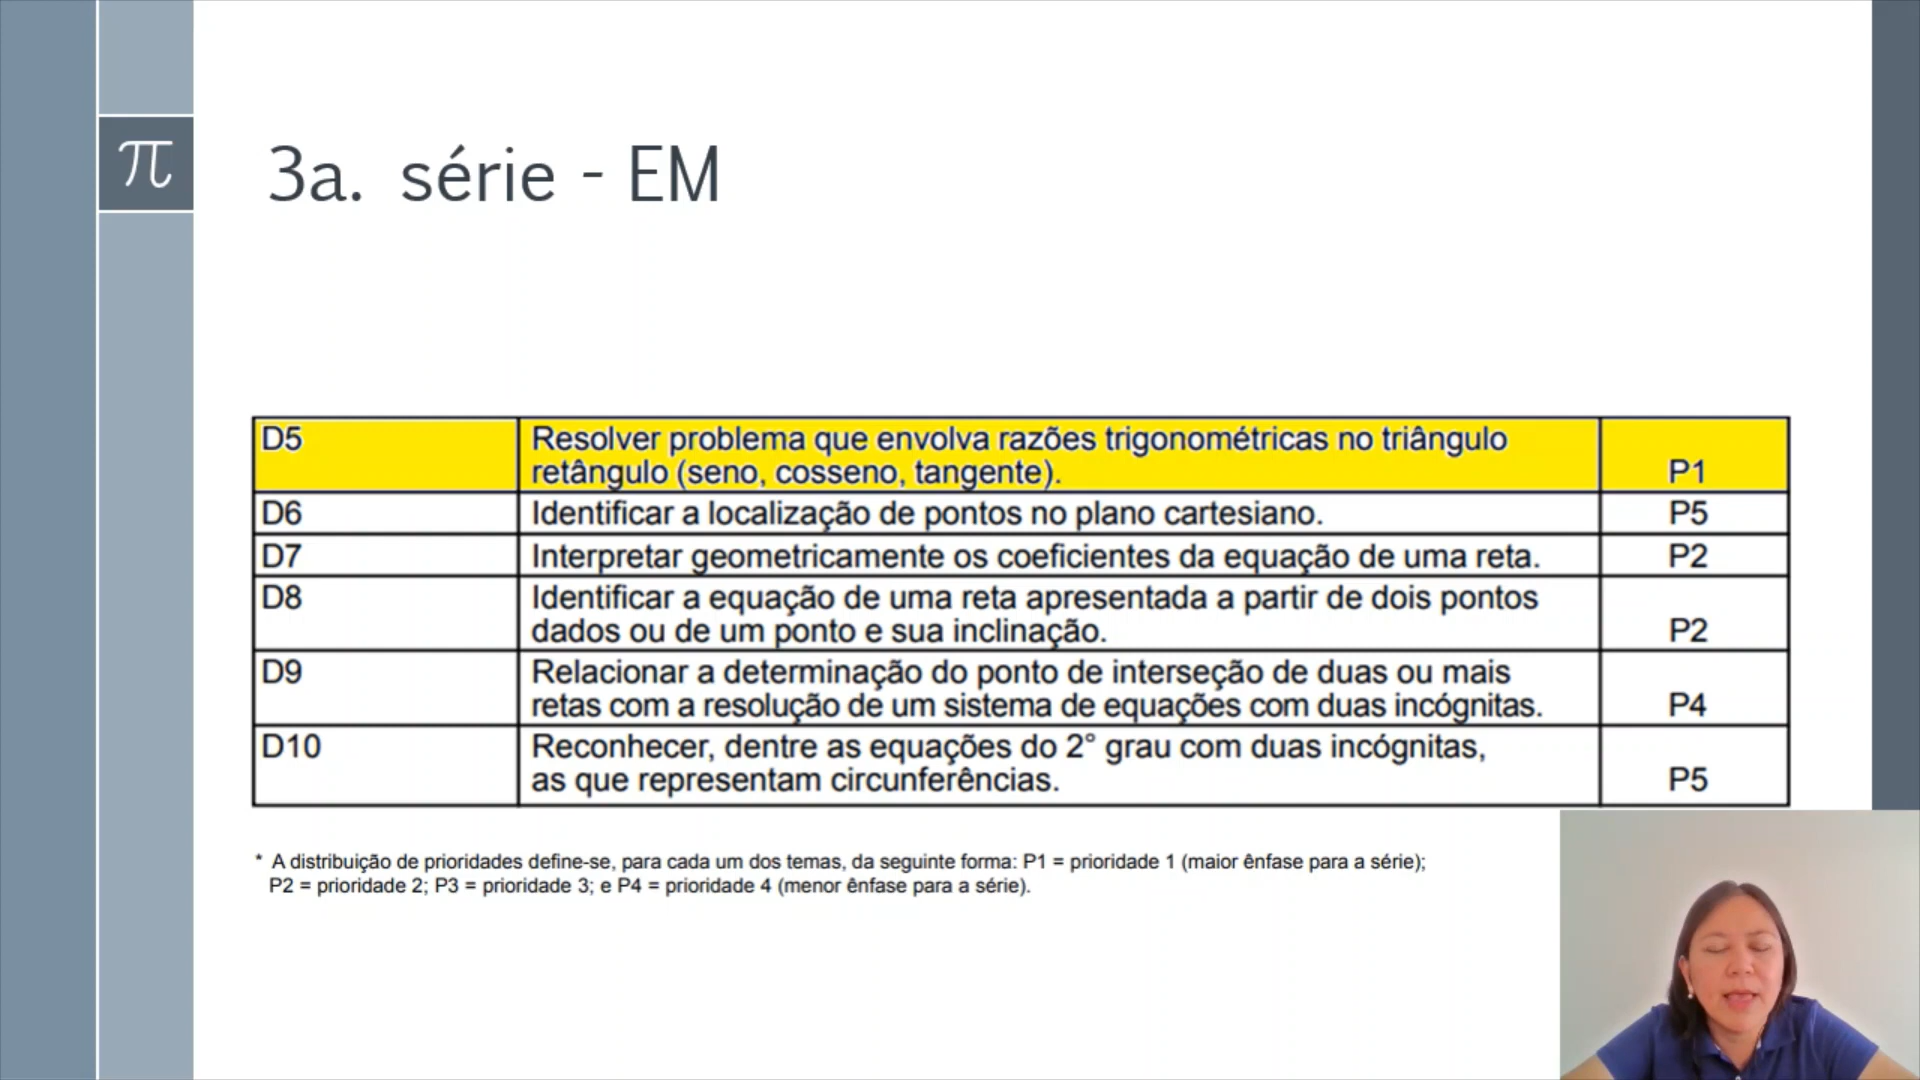 π
3a. série - EM
D5 Resolver problema que envolva razões trigonométricas no triângulo
retângulo (seno, cosseno, tangente). P1
D6 Identificar a localização de pontos no plano cartesiano. P5
D7 Interpretar geometricamente os coeficientes da equação de uma reta. P2
D8 Identificar a equação de uma reta apresentada a partir de dois pontos
dados ou de um ponto e sua inclinação. P2
D9 Relacionar a determinação do ponto de interseção de duas ou mais
retas com a resolução de um sistema de equações com duas incógnitas. P4
D10 Reconhecer, dentre as equações do 2° grau com duas incógnitas,
as que representam circunferências. P5
* A distribuição de prioridades define-se, para cada um dos temas, da seguinte forma: P1 = prioridade 1 (maior ênfase para a série);
P2 = prioridade 2; P3 = prioridade 3; e P4 = prioridade 4 (menor ênfase para a série).